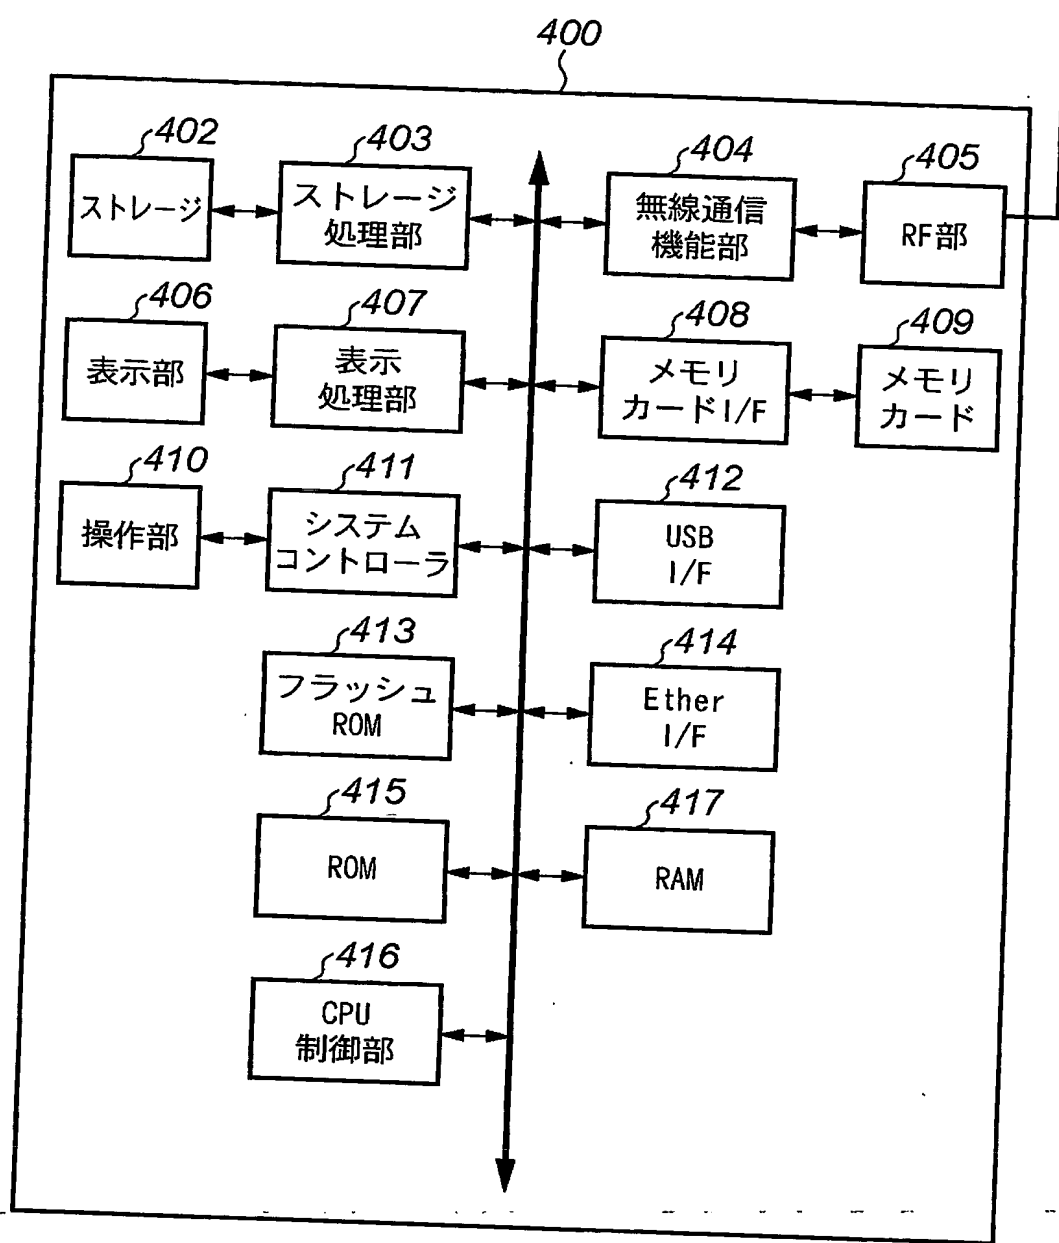 400
402
ストレージ
403
ストレージ
処理部
404
無線通信
機能部
405
RF部
406
表示部
407
表示
処理部
408
メモリ
カードI/F
409
メモリ
カード
410
操作部
411
システム
コントローラ
412
USB
I/F
413
フラッシュ
ROM
414
Ether
I/F
415
ROM
417
RAM
416
CPU
制御部